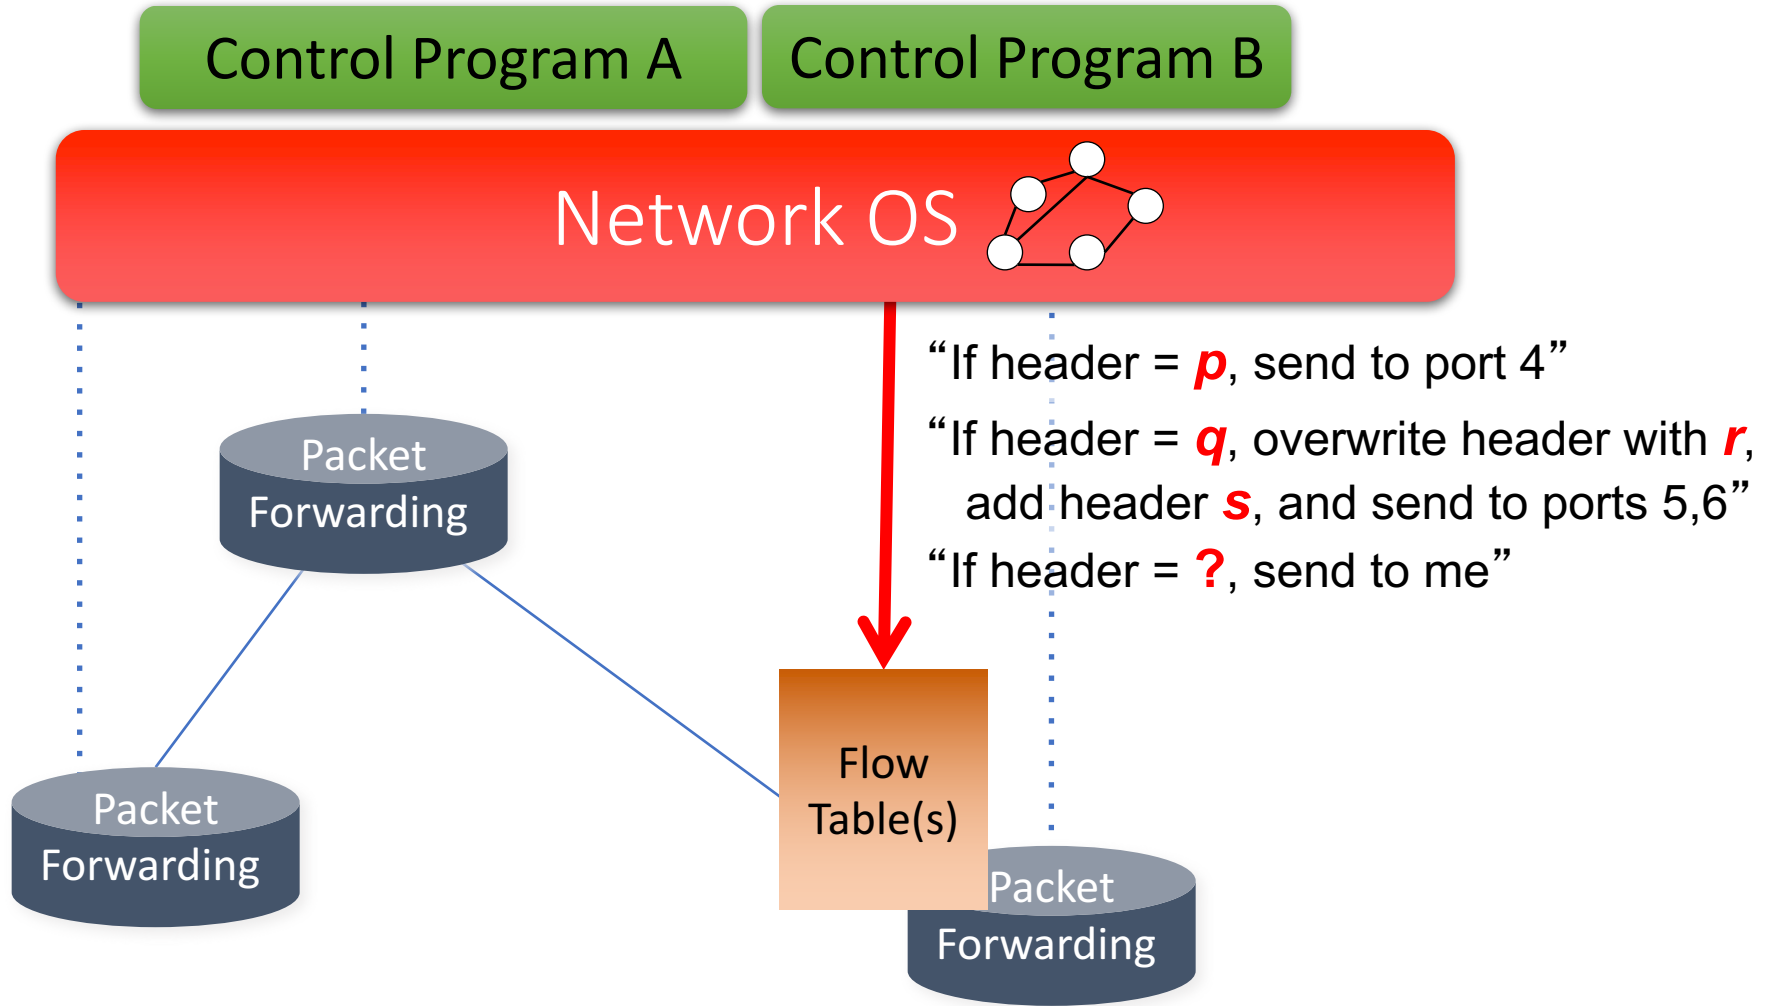 Control Program A
Control Program B
Network OS
“If header = p, send to port 4”
“If header = q, overwrite header with r,
add header s, and send to ports 5,6”
“If header = ?, send to me”
Packet
Forwarding
Flow
Table(s)
Packet
Forwarding
Packet
Forwarding